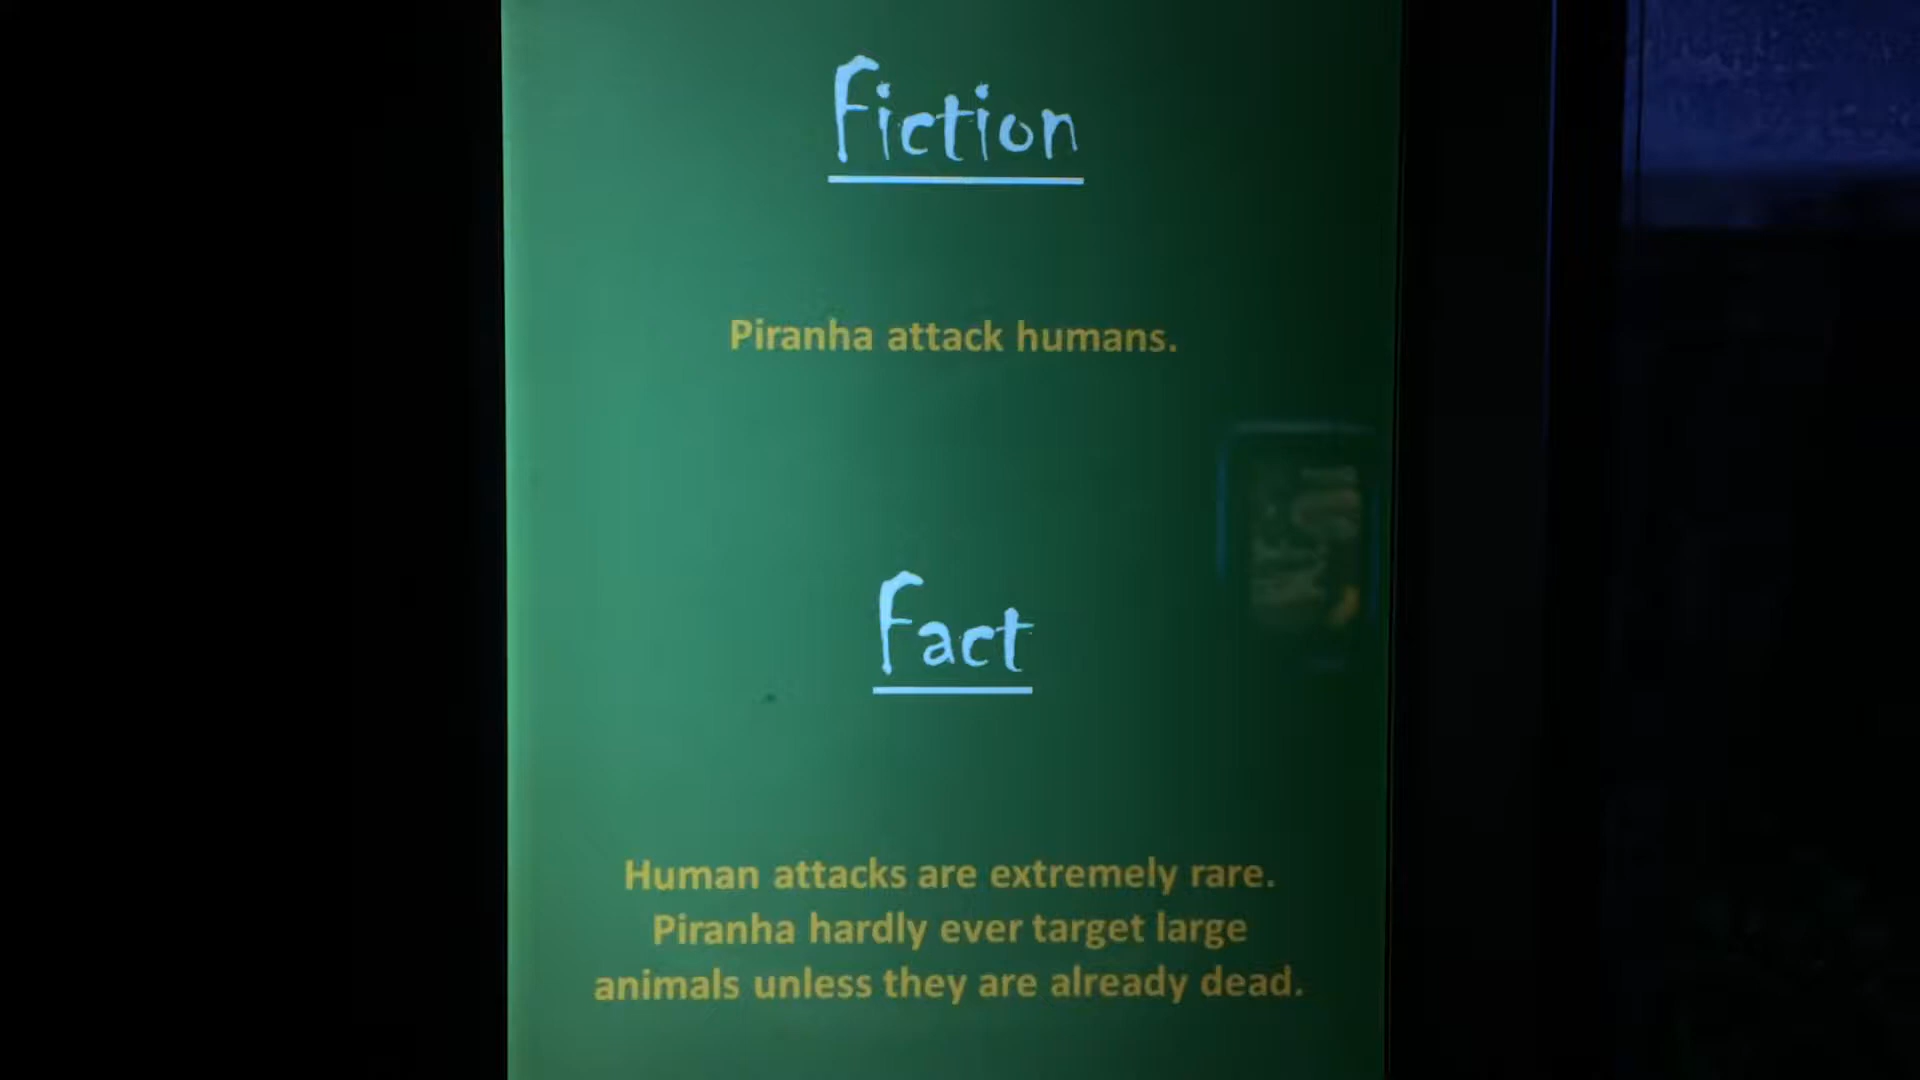 Fiction
Piranha attack humans.
Fact
Human attacks are extremely rare.
Piranha hardly ever target large
animals unless they are already dead.